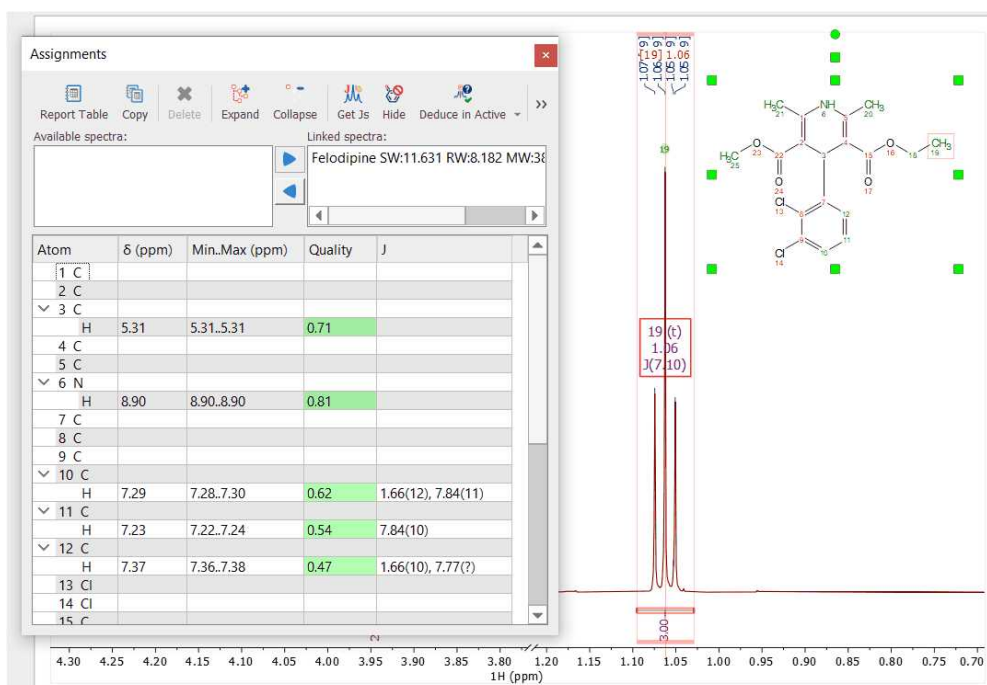 Assignments
×
Report Table Copy Delete Expand Collapse Get Js Hide Deduce in Active »
Available spectra: Linked spectra:
Felodipine SW:11.631 RW:8.182 MW:38
Atom δ (ppm) Min..Max (ppm) Quality J
1 C
2 C
3 C
H 5.31 5.31..5.31 0.71
4 C
5 C
6 N
H 8.90 8.90..8.90 0.81
7 C
8 C
9 C
10 C
H 7.29 7.28..7.30 0.62 1.66(12), 7.84(11)
11 C
H 7.23 7.22..7.24 0.54 7.84(10)
12 C
H 7.37 7.36..7.38 0.47 1.66(10), 7.77(?)
13 Cl
14 Cl
15 C
[19] 1.06
19
19 (t)
1.06
J(7.10)
3.00
H₃C 21
NH 6
CH₃ 20
1
5
O 23
H₃C 25
22
2
3
4
15
O 16
18
CH₃ 19
O 24
O 17
Cl 13
7
8
12
9
11
Cl 14
10
4.30 4.25 4.20 4.15 4.10 4.05 4.00 3.95 3.90 3.85 3.80 1.20 1.15 1.10 1.05 1.00 0.95 0.90 0.85 0.80 0.75 0.70
1H (ppm)